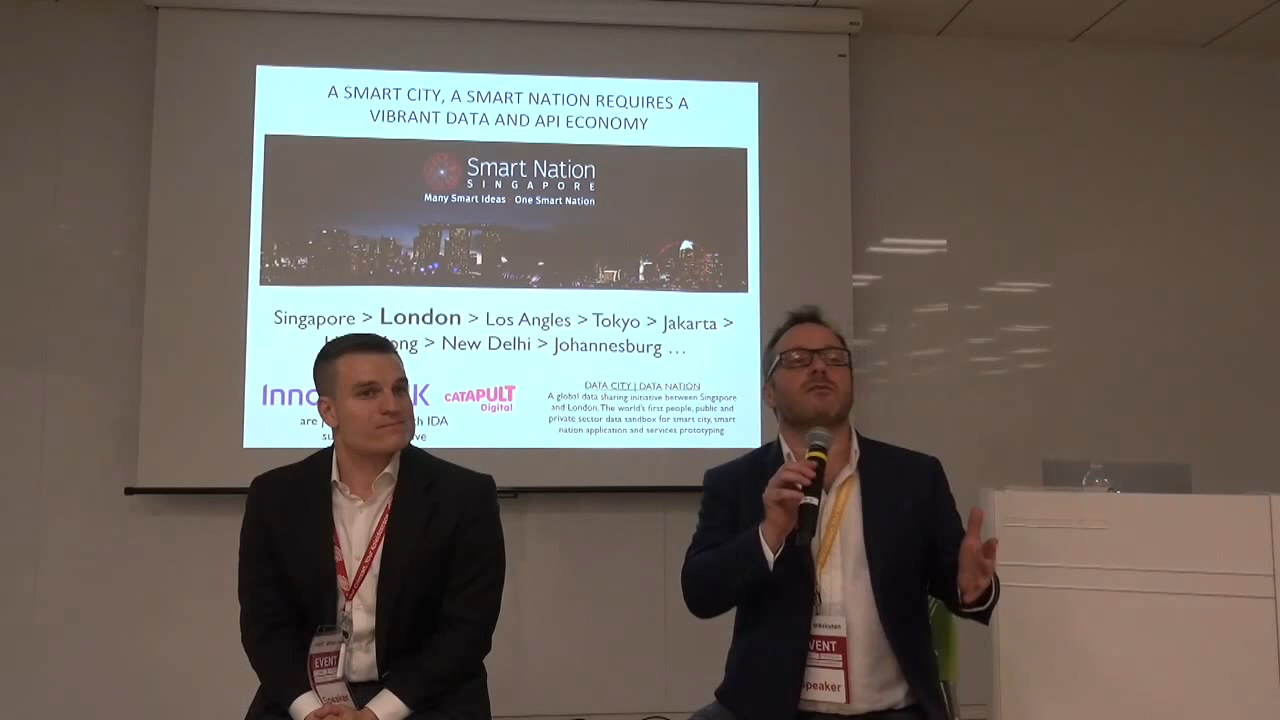 A SMART CITY, A SMART NATION REQUIRES A
VIBRANT DATA AND API ECONOMY
Smart Nation
SINGAPORE
Many Smart Ideas One Smart Nation
Singapore > London > Los Angles > Tokyo > Jakarta >
ong > New Delhi > Johannesburg ...
Inno K
CATAPULT
Digital
are h IDA
su ve
DATA CITY | DATA NATION
A global data sharing initiative between Singapore
and London. The world's first people, public and
private sector data sandbox for smart city, smart
nation application and services prototyping
EVENT
Speaker
VENT
Speaker